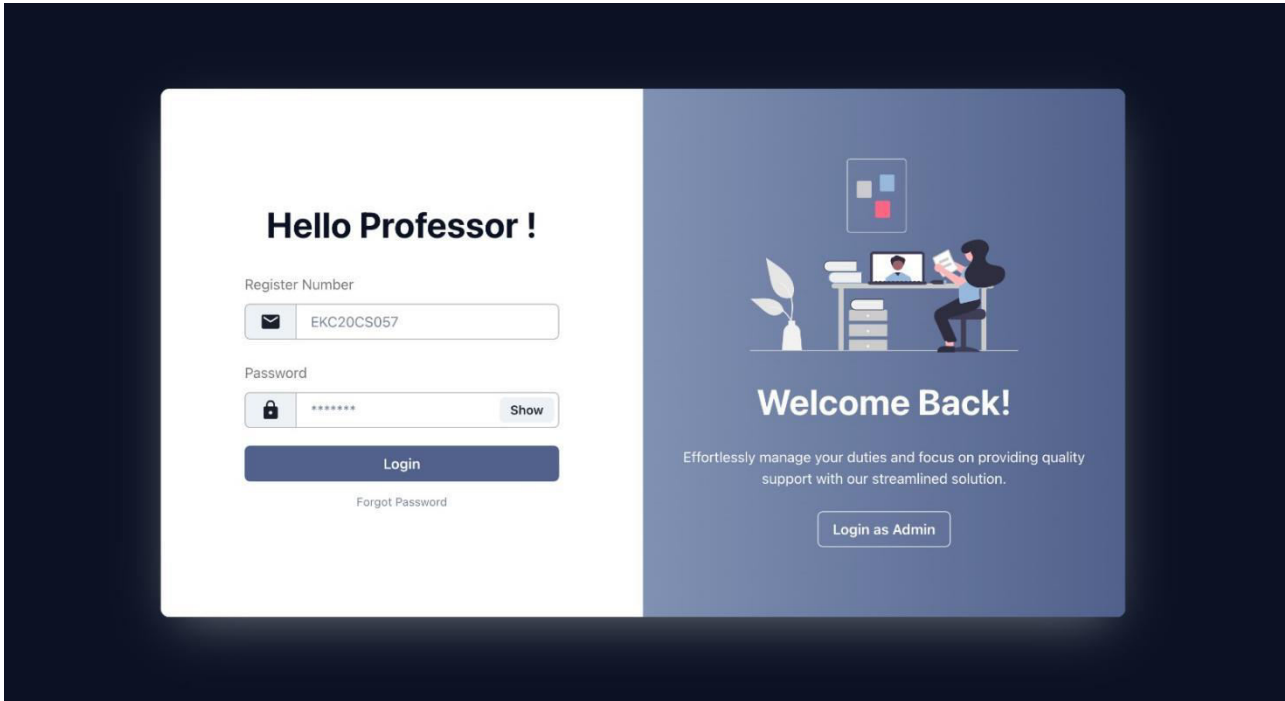 Hello Professor !
Register Number
EKC20CS057
Password
*******
Show
Login
Forgot Password
Welcome Back!
Effortlessly manage your duties and focus on providing quality
support with our streamlined solution.
Login as Admin